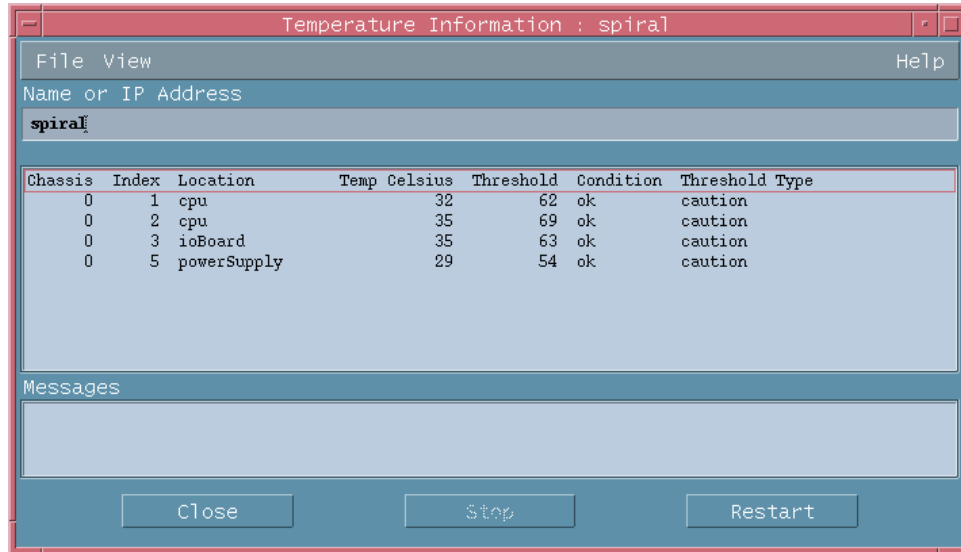 Temperature Information : spiral
File View Help
Name or IP Address
spiral
Chassis Index Location Temp Celsius Threshold Condition Threshold Type
0 1 cpu 32 62 ok caution
0 2 cpu 35 69 ok caution
0 3 ioBoard 35 63 ok caution
0 5 powerSupply 29 54 ok caution
Messages
Close Stop Restart